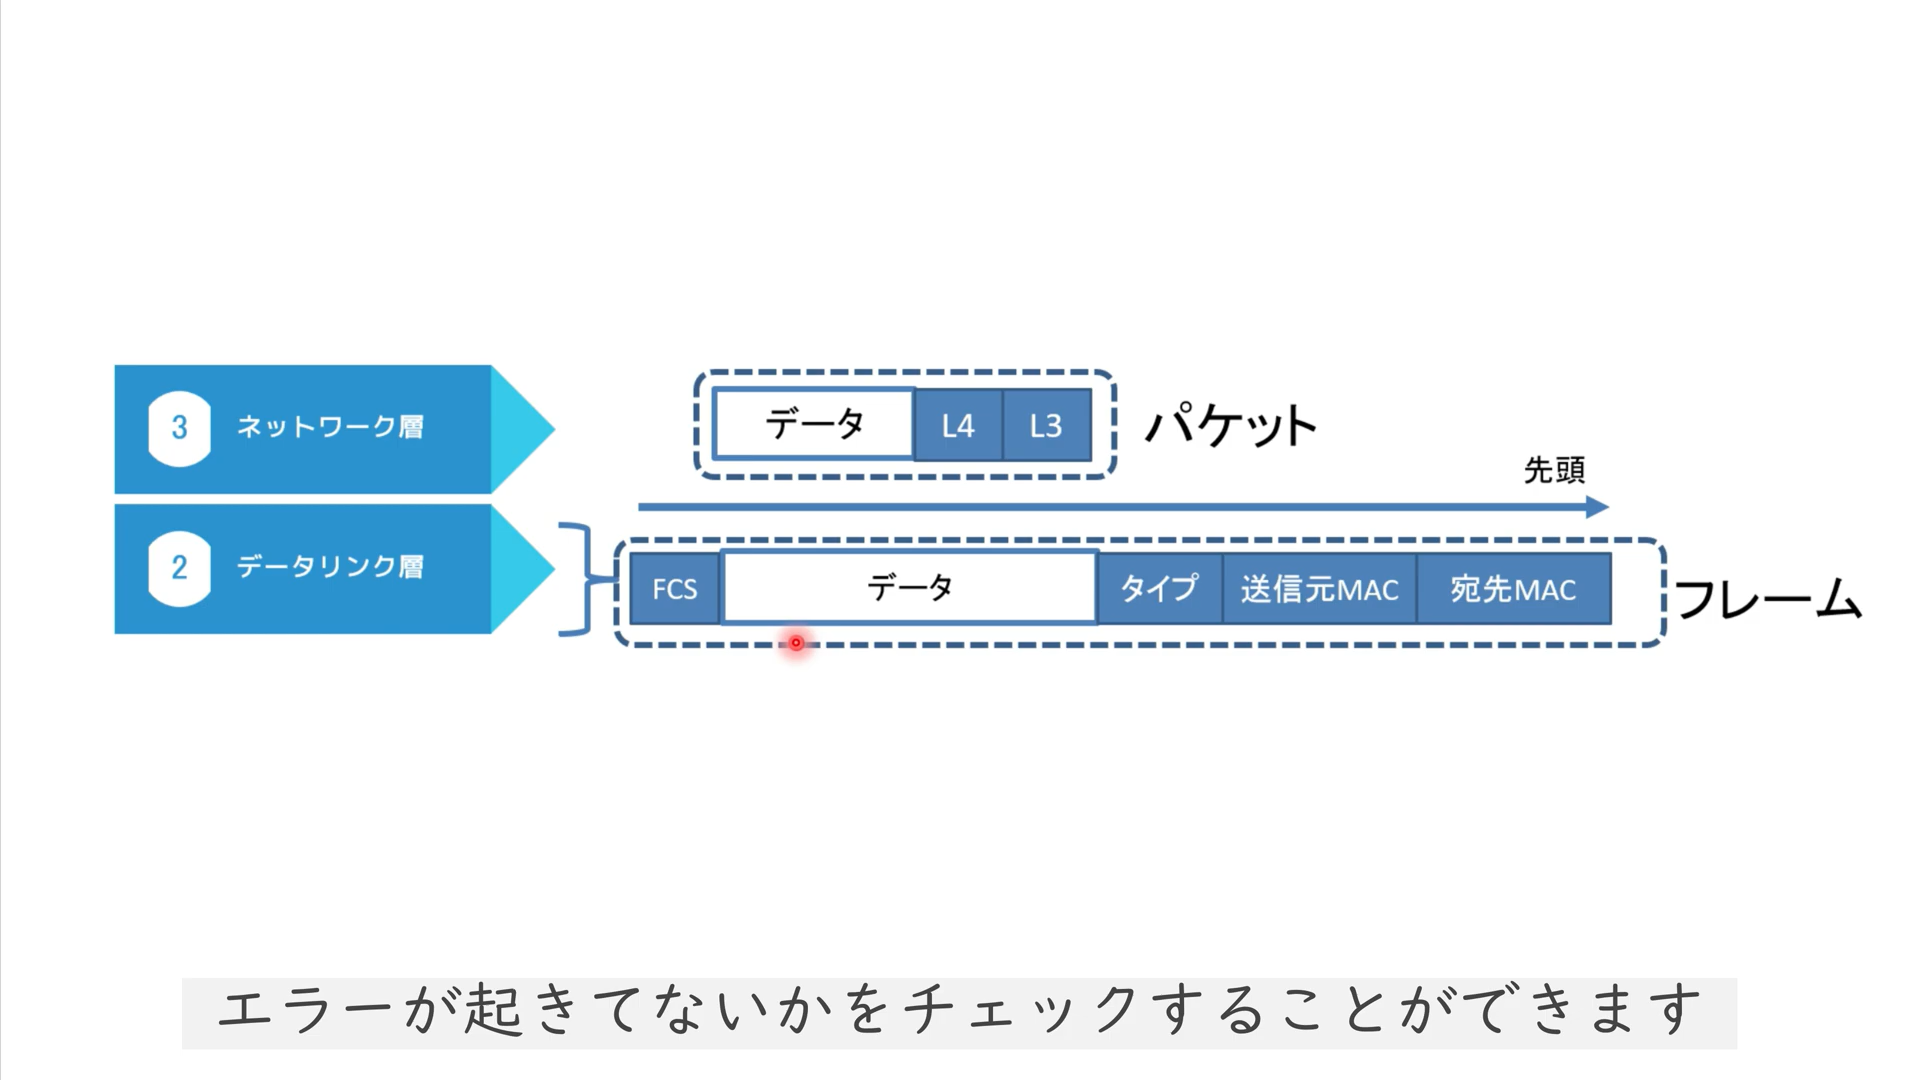 3 ネットワーク層
データ L4 L3 パケット
先頭
2 データリンク層
FCS データ タイプ 送信元MAC 宛先MAC フレーム
エラーが起きてないかをチェックすることができます